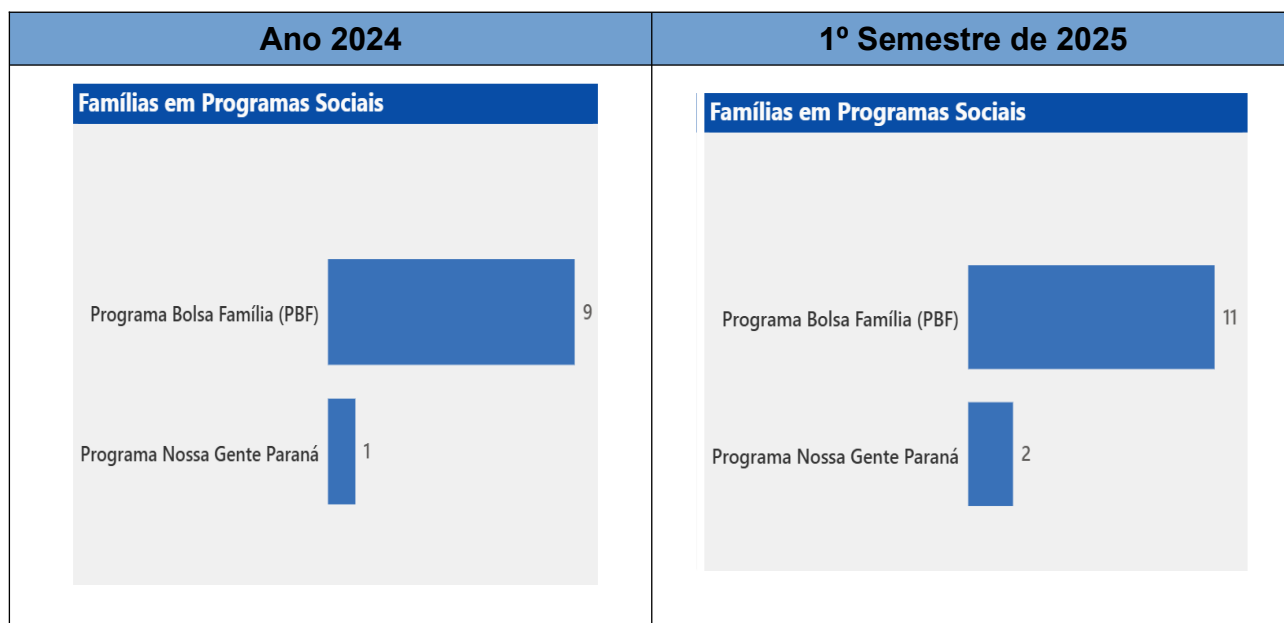 Ano 2024
1º Semestre de 2025
Famílias em Programas Sociais
Programa Bolsa Família (PBF)
9
Programa Nossa Gente Paraná
1
Famílias em Programas Sociais
Programa Bolsa Família (PBF)
11
Programa Nossa Gente Paraná
2